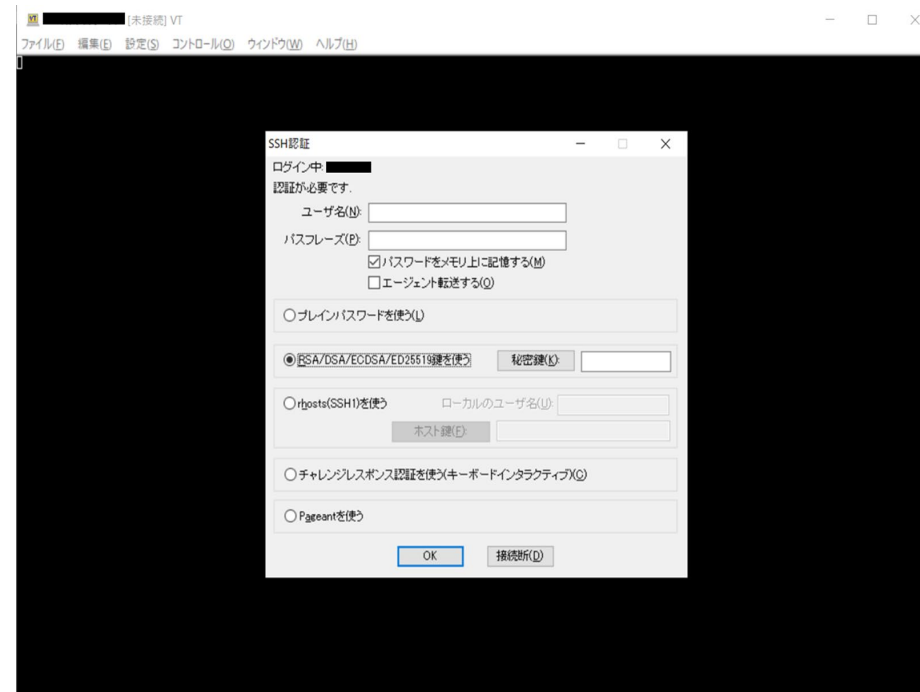 VT [未接続] VT
ファイル(F) 編集(E) 設定(S) コントロール(O) ウィンドウ(W) ヘルプ(H)
SSH認証
ログイン中:
認証が必要です.
ユーザ名(N):
パスフレーズ(P):
パスワードをメモリ上に記憶する(M)
エージェント転送する(O)
プレインパスワードを使う(L)
RSA/DSA/ECDSA/ED25519鍵を使う 秘密鍵(K):
rhosts(SSH1)を使う ローカルのユーザ名(U):
ホスト鍵(F):
チャレンジレスポンス認証を使う(キーボードインタラクティブ)(C)
Pageantを使う
OK 接続断(D)